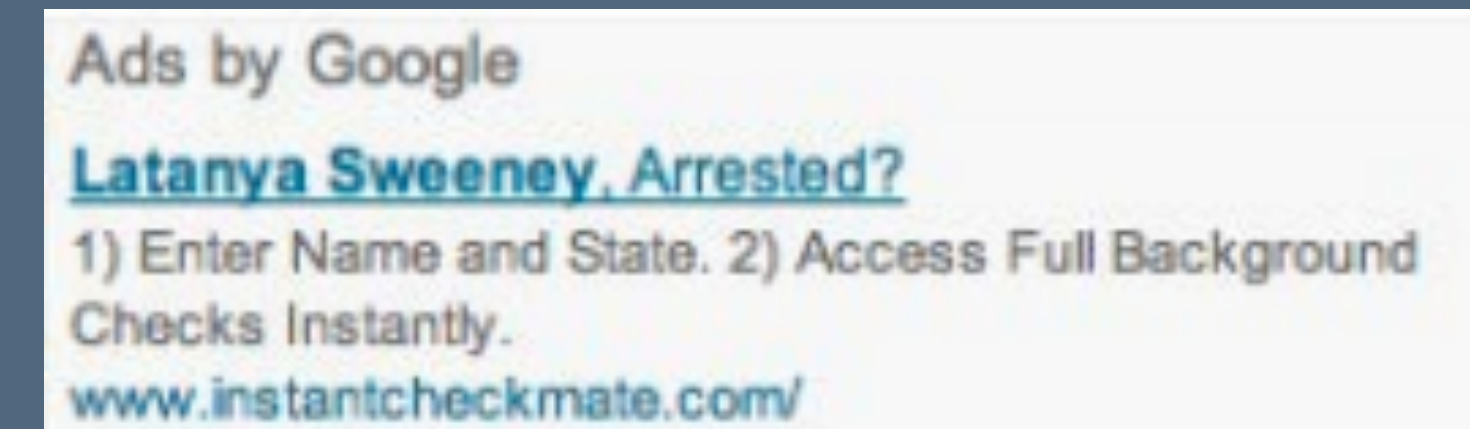 Ads by Google
Latanya Sweeney, Arrested?
1) Enter Name and State. 2) Access Full Background
Checks Instantly.
www.instantcheckmate.com/